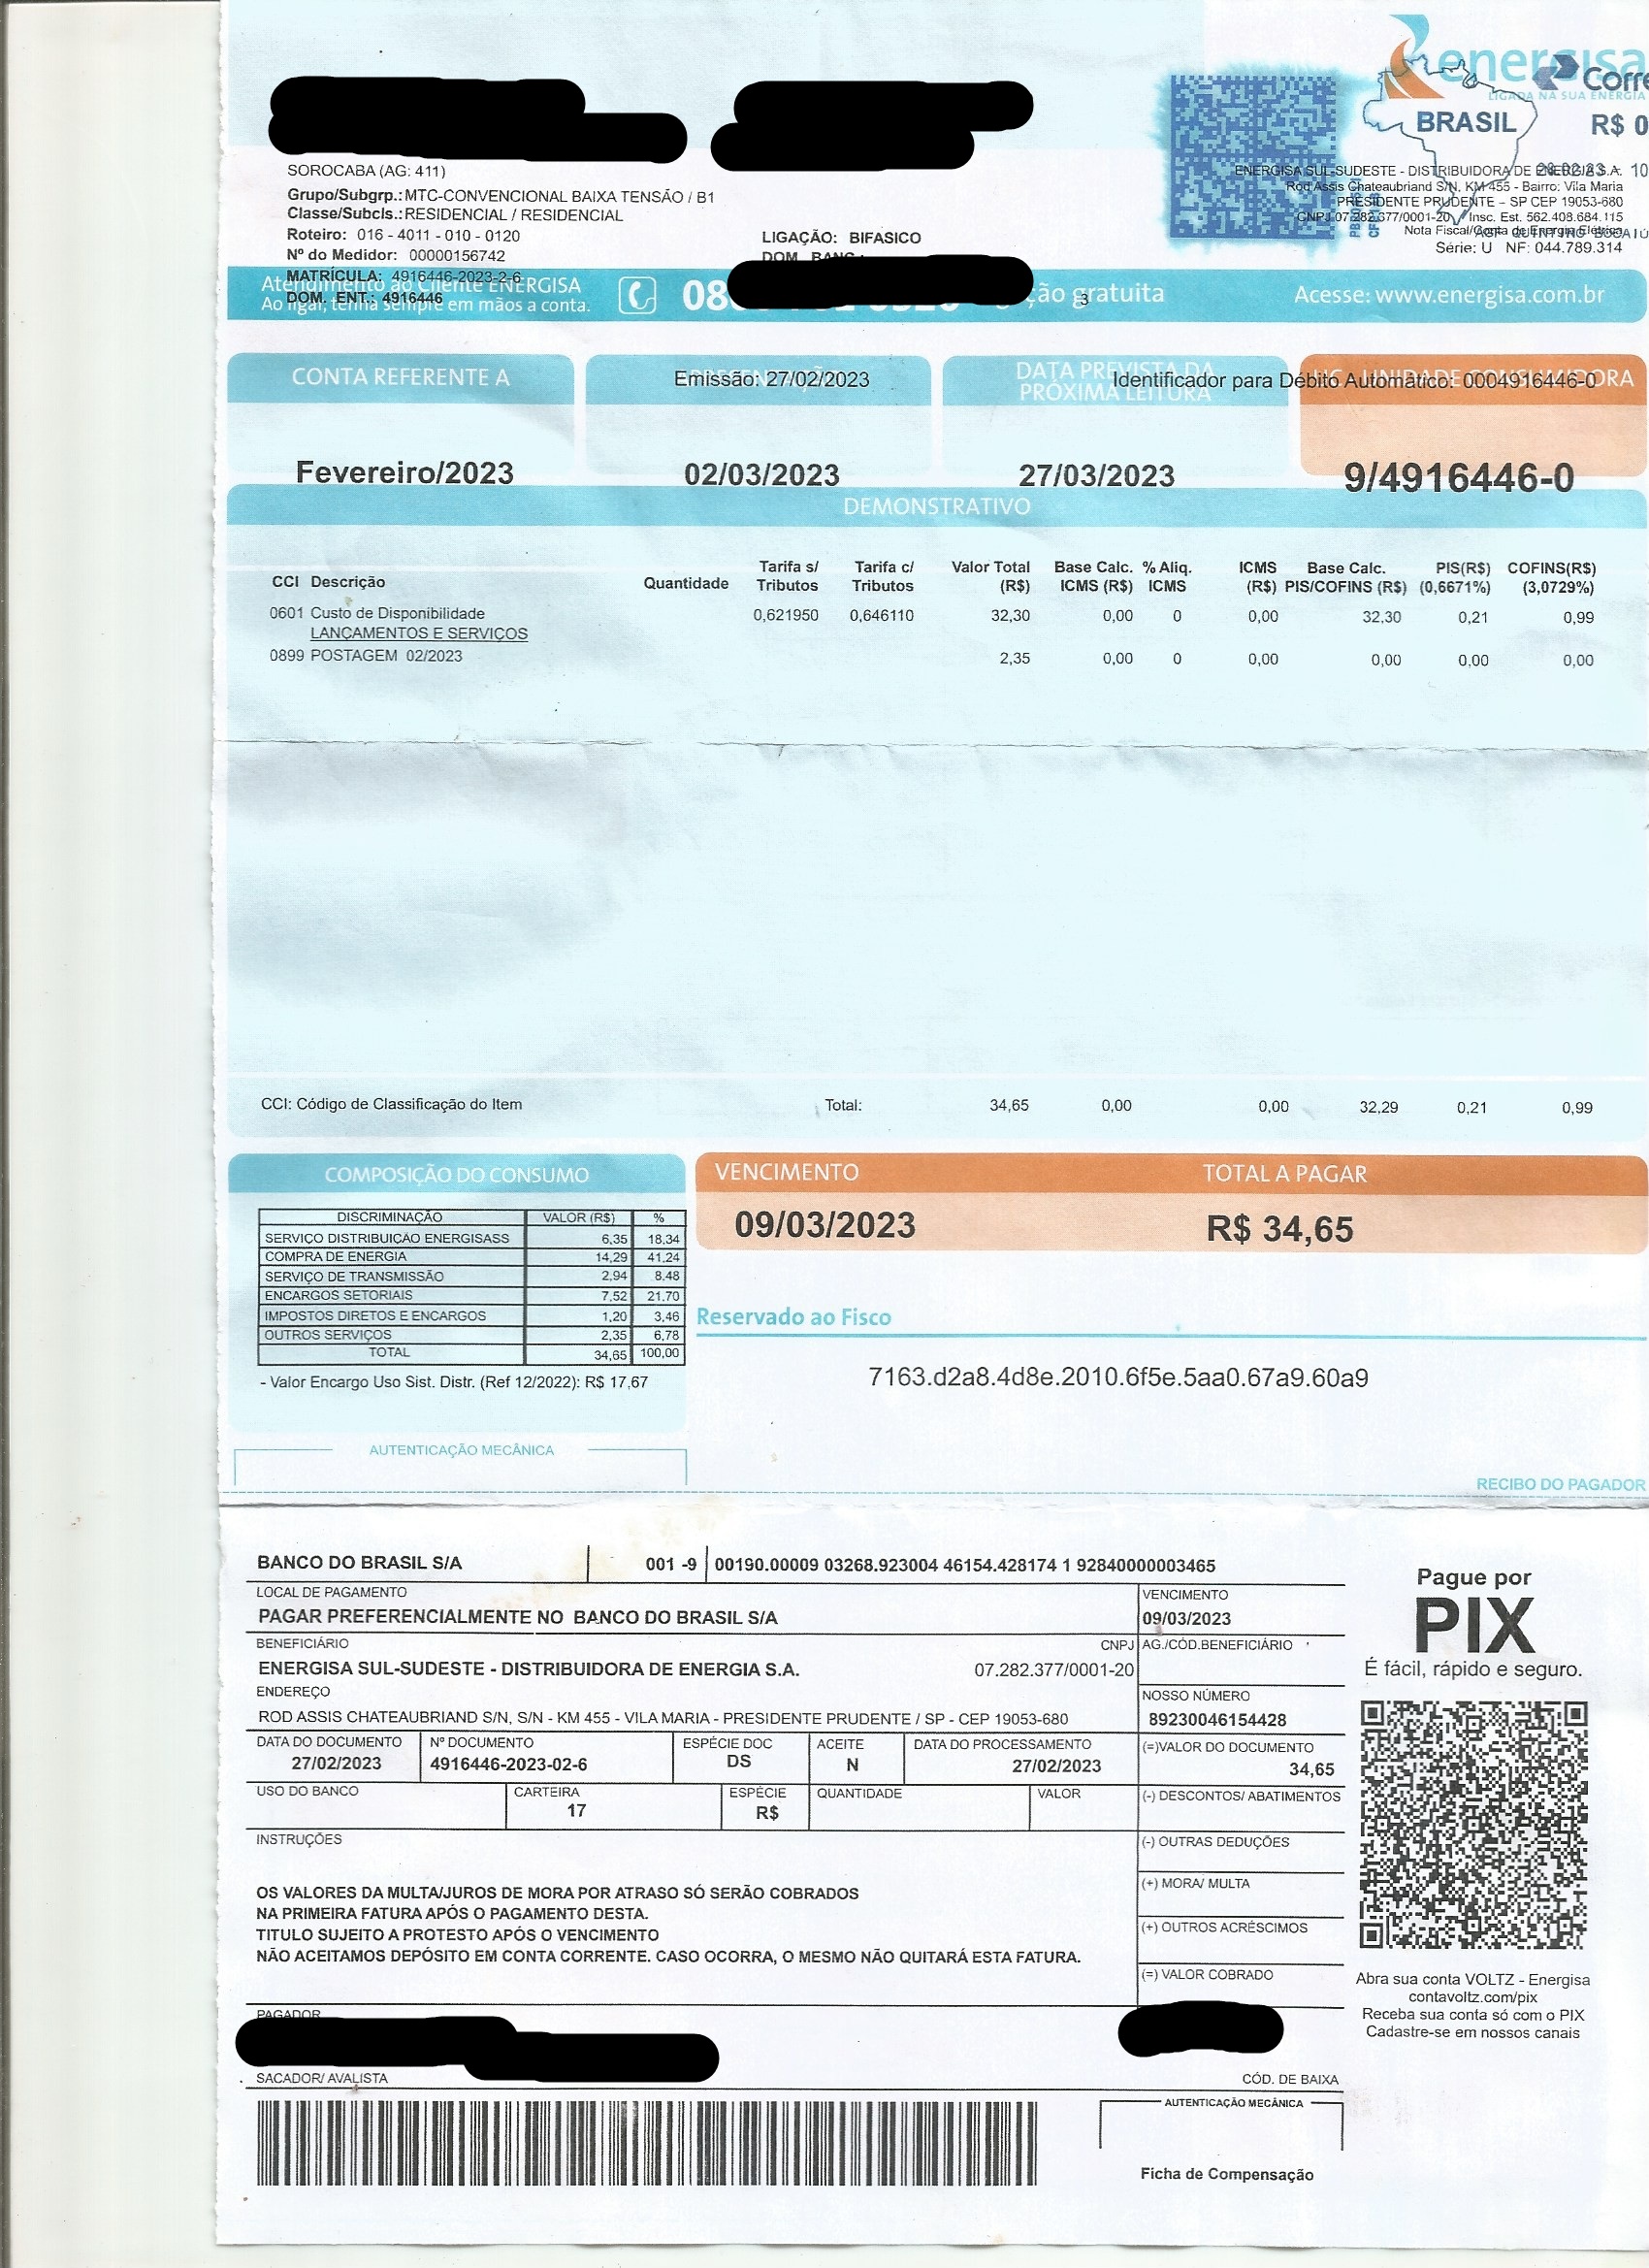 energisa
LIGADA NA SUA ENERGIA
BRASIL
R$ 0
SOROCABA (AG: 411)
Grupo/Subgrp.: MTC-CONVENCIONAL BAIXA TENSÃO / B1
Classe/Subcls.: RESIDENCIAL / RESIDENCIAL
Roteiro: 016 - 4011 - 010 - 0120
Nº do Medidor: 00000156742
MATRÍCULA: 4916446-2023-2-6
DOM. ENT.: 4916446
LIGAÇÃO: BIFASICO
ENERGISA SUL-SUDESTE - DISTRIBUIDORA DE ENERGIA S.A.
Rod Assis Chateaubriand S/N, KM 455 - Bairro: Vila Maria
PRESIDENTE PRUDENTE – SP CEP 19053-680
CNPJ 07.282.377/0001-20 Insc. Est. 562.408.684.115
Nota Fiscal/Conta de Energia Elétrica
Série: U NF: 044.789.314
Atendimento ao Cliente ENERGISA
Ao ligar, tenha sempre em mãos a conta.
gratuita
3
Acesse: www.energisa.com.br
CONTA REFERENTE A
Emissão: 27/02/2023
DATA PREVISTA DA PRÓXIMA LEITURA
Identificador para Débito Automático: 0004916446-0
UNIDADE CONSUMIDORA
Fevereiro/2023
02/03/2023
27/03/2023
9/4916446-0
DEMONSTRATIVO
CCI Descrição Quantidade Tarifa s/ Tributos Tarifa c/ Tributos Valor Total (R$) Base Calc. ICMS (R$) % Aliq. ICMS ICMS (R$) Base Calc. PIS/COFINS (R$) PIS(R$) (0,6671%) COFINS(R$) (3,0729%)
0601 Custo de Disponibilidade 0,621950 0,646110 32,30 0,00 0 0,00 32,30 0,21 0,99
LANÇAMENTOS E SERVIÇOS
0899 POSTAGEM 02/2023 2,35 0,00 0 0,00 0,00 0,00 0,00
CCI: Código de Classificação do Item Total: 34,65 0,00 0,00 32,29 0,21 0,99
COMPOSIÇÃO DO CONSUMO
DISCRIMINAÇÃO VALOR (R$) %
SERVICO DISTRIBUIÇÃO ENERGISASS 6,35 18,34
COMPRA DE ENERGIA 14,29 41,24
SERVIÇO DE TRANSMISSÃO 2,94 8,48
ENCARGOS SETORIAIS 7,52 21,70
IMPOSTOS DIRETOS E ENCARGOS 1,20 3,46
OUTROS SERVIÇOS 2,35 6,78
TOTAL 34,65 100,00
- Valor Encargo Uso Sist. Distr. (Ref 12/2022): R$ 17,67
VENCIMENTO
09/03/2023
TOTAL A PAGAR
R$ 34,65
Reservado ao Fisco
7163.d2a8.4d8e.2010.6f5e.5aa0.67a9.60a9
AUTENTICAÇÃO MECÂNICA
RECIBO DO PAGADOR
BANCO DO BRASIL S/A 001 -9 00190.00009 03268.923004 46154.428174 1 92840000003465
LOCAL DE PAGAMENTO
PAGAR PREFERENCIALMENTE NO BANCO DO BRASIL S/A
VENCIMENTO
09/03/2023
BENEFICIÁRIO
ENERGISA SUL-SUDESTE - DISTRIBUIDORA DE ENERGIA S.A.
CNPJ
07.282.377/0001-20
AG./CÓD.BENEFICIÁRIO
ENDEREÇO
ROD ASSIS CHATEAUBRIAND S/N, S/N - KM 455 - VILA MARIA - PRESIDENTE PRUDENTE / SP - CEP 19053-680
NOSSO NÚMERO
89230046154428
DATA DO DOCUMENTO
27/02/2023
Nº DOCUMENTO
4916446-2023-02-6
ESPÉCIE DOC
DS
ACEITE
N
DATA DO PROCESSAMENTO
27/02/2023
(=)VALOR DO DOCUMENTO
34,65
USO DO BANCO
CARTEIRA
17
ESPÉCIE
R$
QUANTIDADE
VALOR
(-) DESCONTOS/ ABATIMENTOS
INSTRUÇÕES
(-) OUTRAS DEDUÇÕES
(+) MORA/ MULTA
(+) OUTROS ACRÉSCIMOS
(=) VALOR COBRADO
OS VALORES DA MULTA/JUROS DE MORA POR ATRASO SÓ SERÃO COBRADOS
NA PRIMEIRA FATURA APÓS O PAGAMENTO DESTA.
TITULO SUJEITO A PROTESTO APÓS O VENCIMENTO
NÃO ACEITAMOS DEPÓSITO EM CONTA CORRENTE. CASO OCORRA, O MESMO NÃO QUITARÁ ESTA FATURA.
PAGADOR
SACADOR/ AVALISTA
CÓD. DE BAIXA
AUTENTICAÇÃO MECÂNICA
Ficha de Compensação
Pague por
PIX
É fácil, rápido e seguro.
Abra sua conta VOLTZ - Energisa
contavoltz.com/pix
Receba sua conta só com o PIX
Cadastre-se em nossos canais